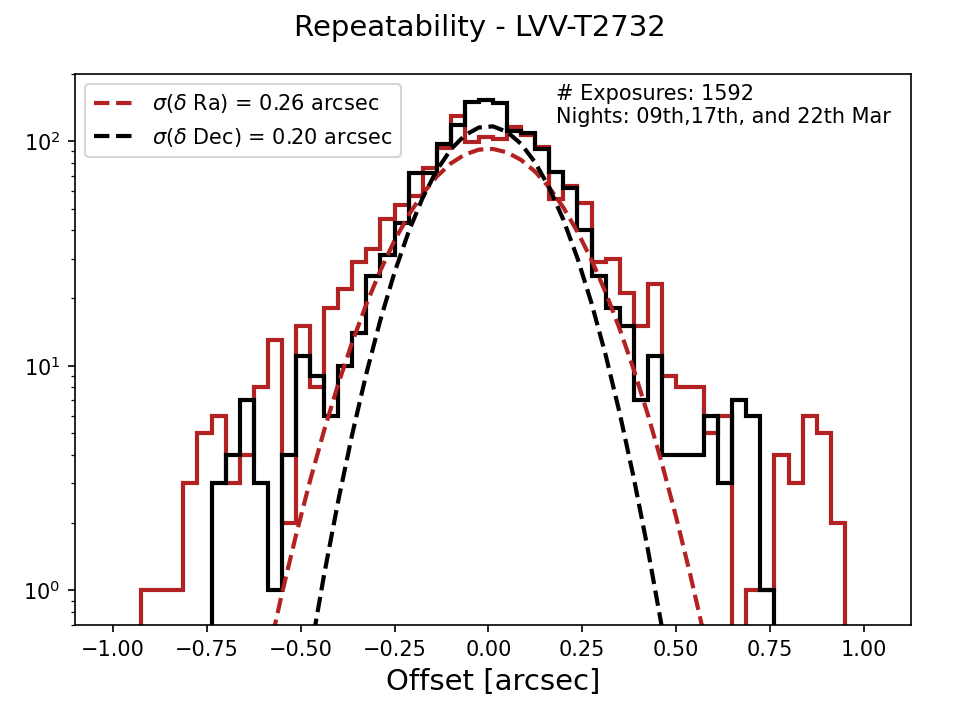 Repeatability - LVV-T2732
σ(δ Ra) = 0.26 arcsec
σ(δ Dec) = 0.20 arcsec
# Exposures: 1592
Nights: 09th,17th, and 22th Mar
10²
10¹
10⁰
−1.00 −0.75 −0.50 −0.25 0.00 0.25 0.50 0.75 1.00
Offset [arcsec]